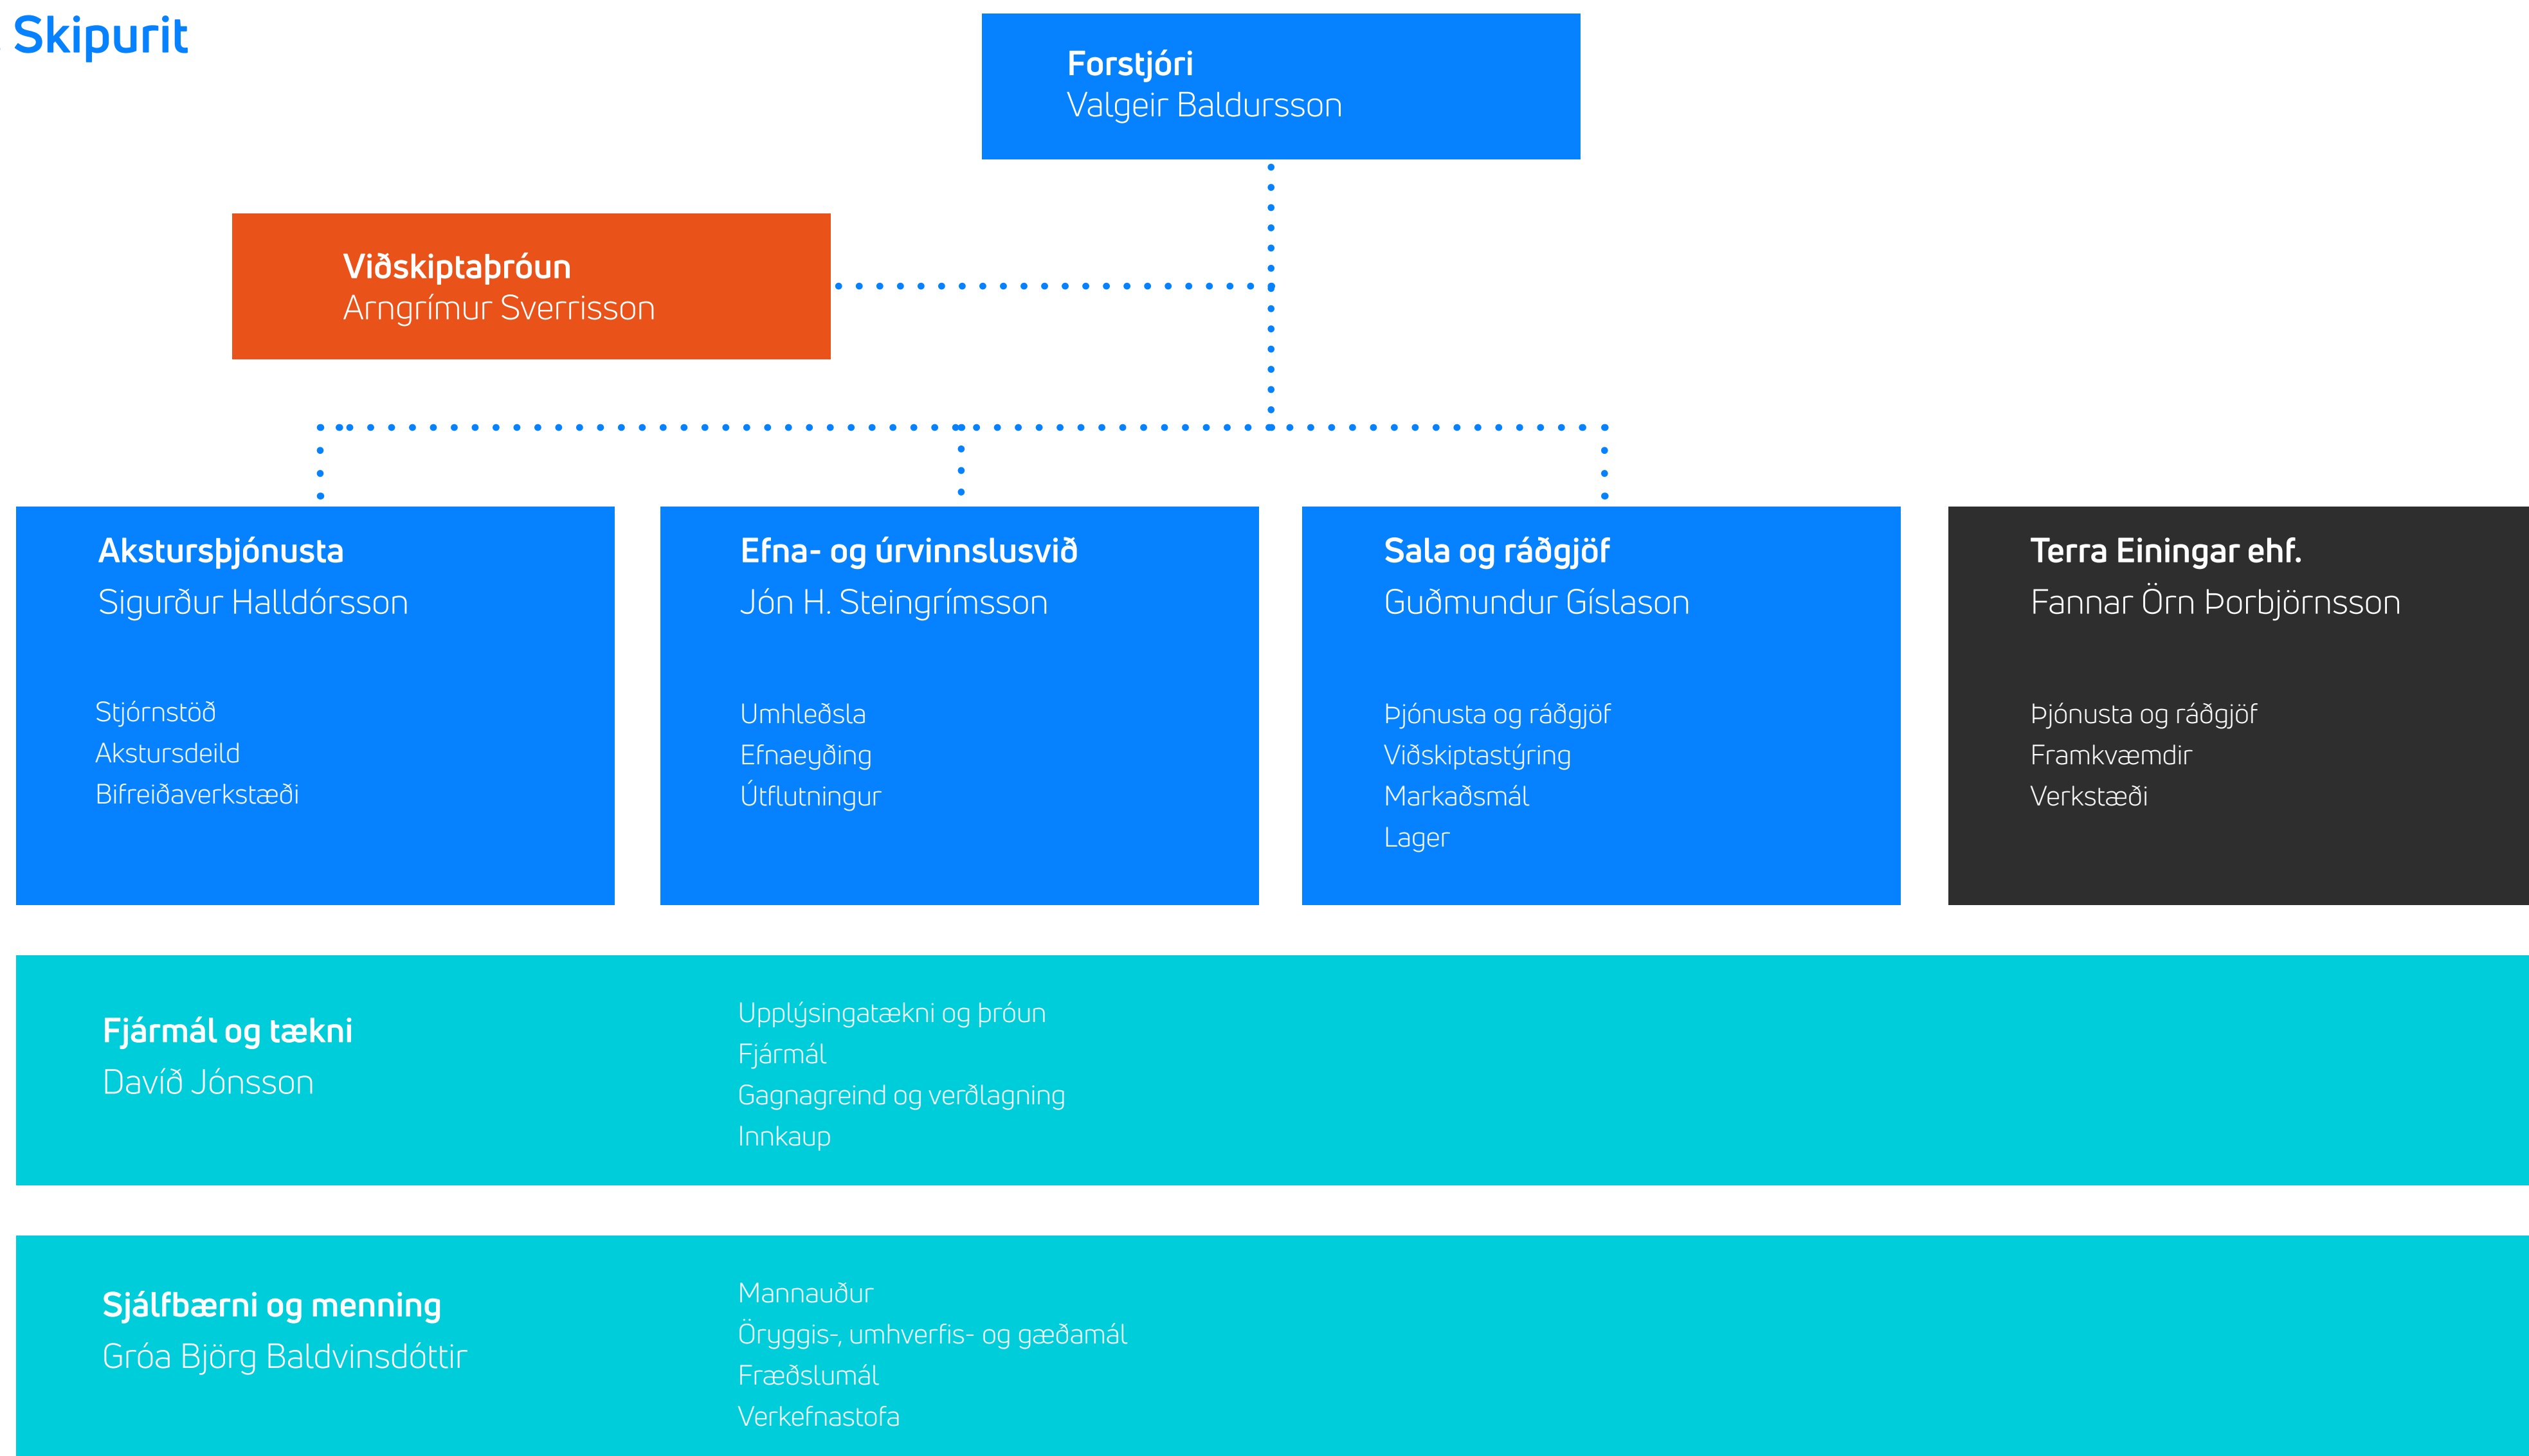 Skipurit
Forstjóri
Valgeir Baldursson
Viðskiptaþróun
Arngrímur Sverrisson
Akstursþjónusta
Sigurður Halldórsson
Stjórnstöð
Akstursdeild
Bifreiðaverkstæði
Efna- og úrvinnslusvið
Jón H. Steingrímsson
Umhleðsla
Efnaeyðing
Útflutningur
Sala og ráðgjöf
Guðmundur Gíslason
Þjónusta og ráðgjöf
Viðskiptastýring
Markaðsmál
Lager
Terra Einingar ehf.
Fannar Örn Þorbjörnsson
Þjónusta og ráðgjöf
Framkvæmdir
Verkstæði
Fjármál og tækni
Davíð Jónsson
Upplýsingatækni og þróun
Fjármál
Gagnagreind og verðlagning
Innkaup
Sjálfbærni og menning
Gróa Björg Baldvinsdóttir
Mannauður
Öryggis-, umhverfis- og gæðamál
Fræðslumál
Verkefnastofa